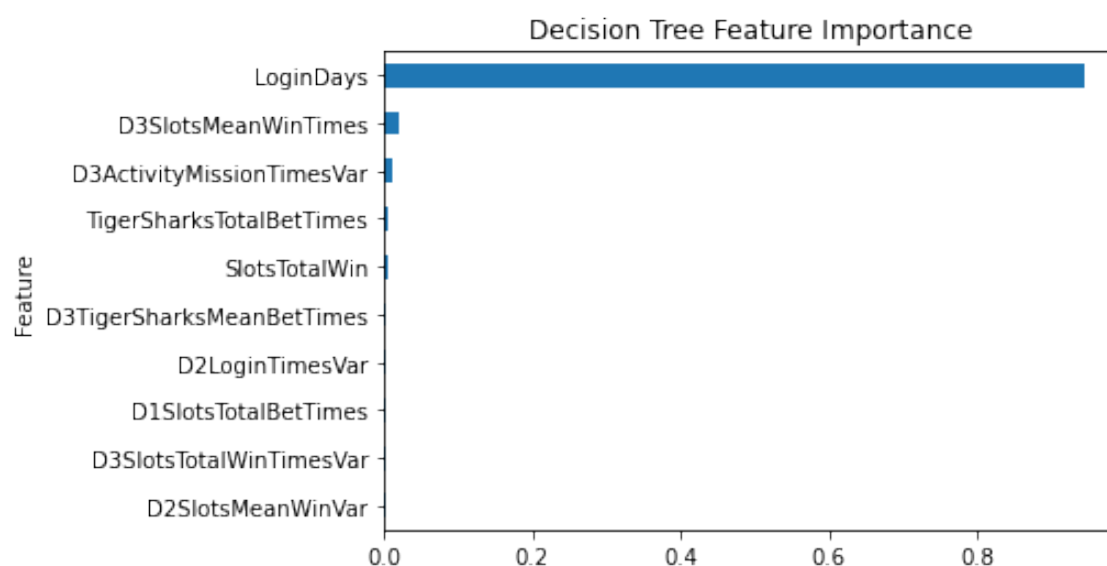 Decision Tree Feature Importance
LoginDays
D3SlotsMeanWinTimes
D3ActivityMissionTimesVar
TigerSharksTotalBetTimes
SlotsTotalWin
D3TigerSharksMeanBetTimes
D2LoginTimesVar
D1SlotsTotalBetTimes
D3SlotsTotalWinTimesVar
D2SlotsMeanWinVar
Feature
0.0 0.2 0.4 0.6 0.8